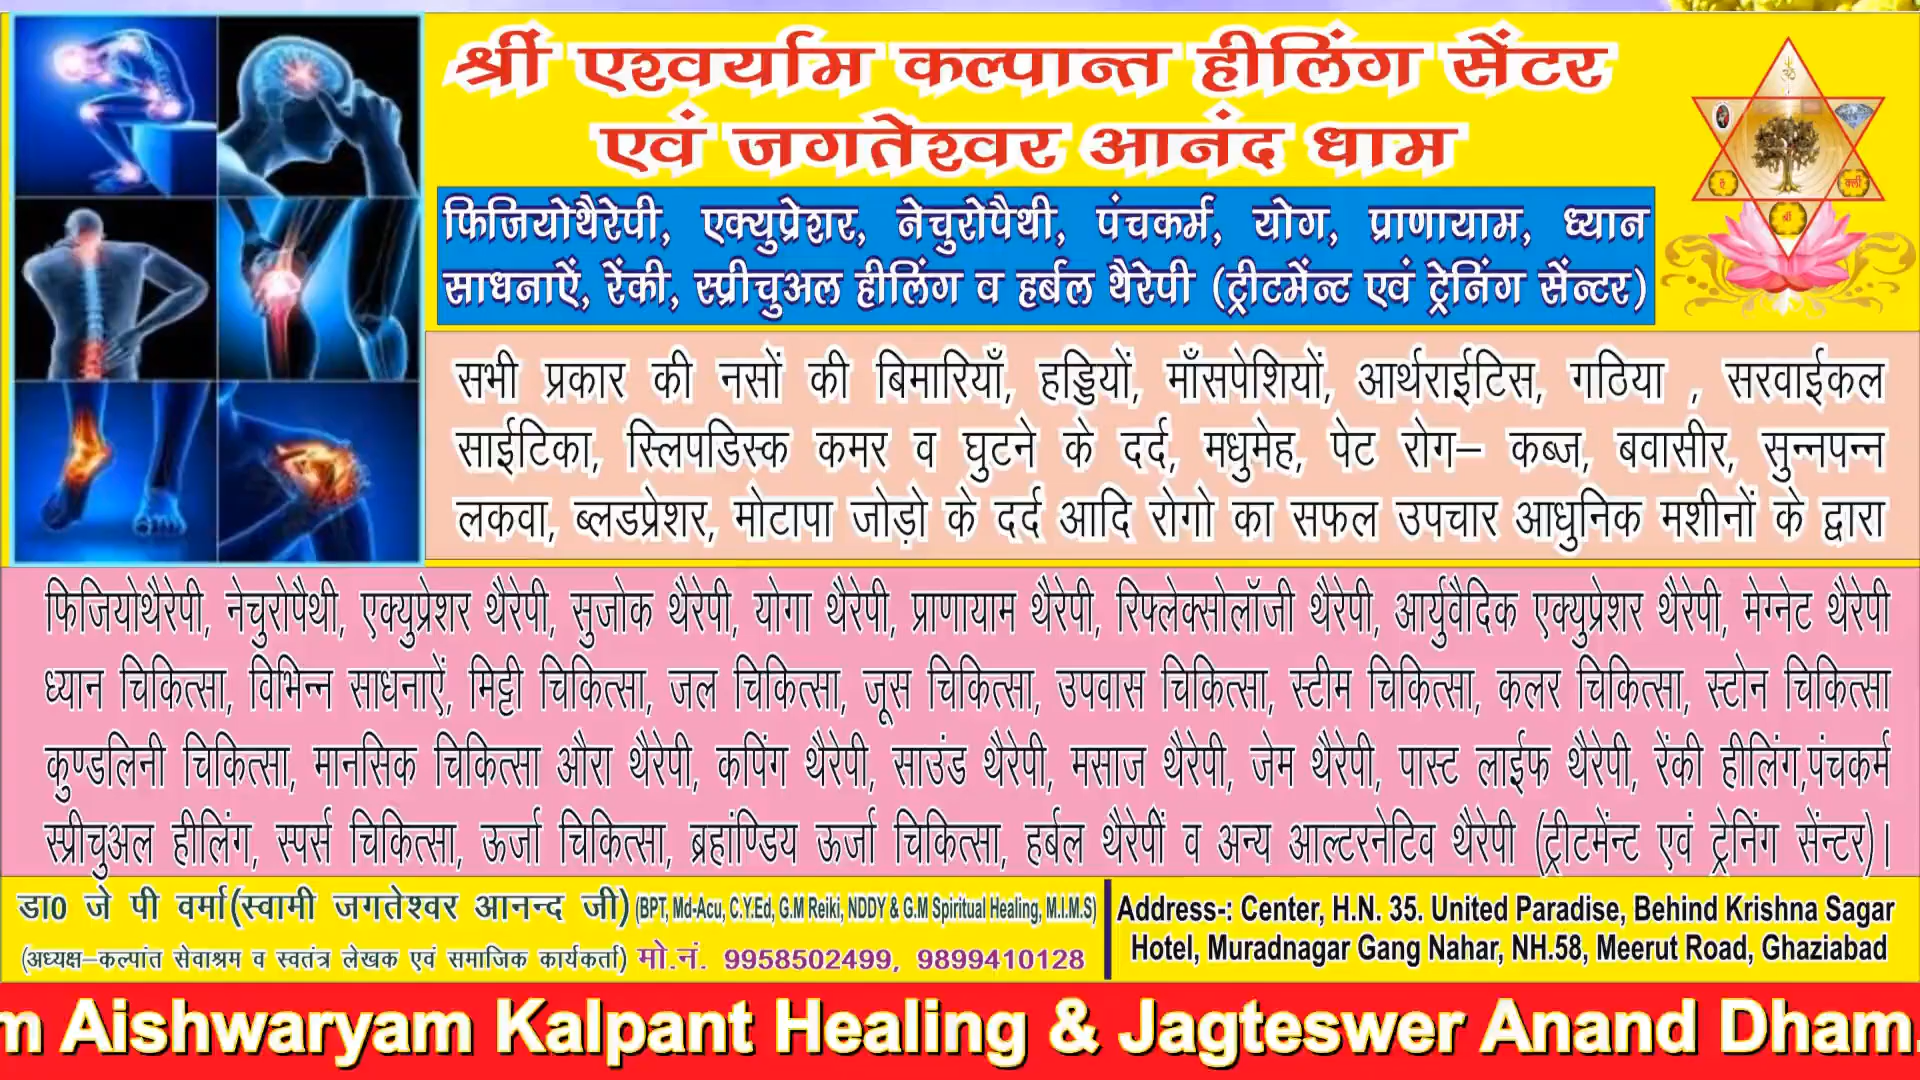 श्रीं एश्वर्याम कल्पान्त हीलिंग सेंटर
एवं जगतेश्वर आनंद धाम
फिजियोथैरेपी, एक्युप्रेशर, नेचुरोपैथी, पंचकर्म, योग, प्राणायाम, ध्यान
साधनाऐं, रेंकी, स्प्रीचुअल हीलिंग व हर्बल थैरेपी (ट्रीटमेंन्ट एवं ट्रेनिंग सेंन्टर)
सभी प्रकार की नसों की बिमारियाँ, हड्डियों, माँसपेशियों, आर्थराईटिस, गठिया , सरवाईकल
साईटिका, स्लिपडिस्क कमर व घुटने के दर्द, मधुमेह, पेट रोग– कब्ज, बवासीर, सुन्नपन्न
लकवा, ब्लडप्रेशर, मोटापा जोड़ो के दर्द आदि रोगो का सफल उपचार आधुनिक मशीनों के द्वारा
फिजियोथैरेपी, नेचुरोपैथी, एक्युप्रेशर थैरेपी, सुजोक थैरेपी, योगा थैरेपी, प्राणायाम थैरेपी, रिफ्लेक्सोलॉजी थैरेपी, आर्युवैदिक एक्युप्रेशर थैरेपी, मेग्नेट थैरेपी
ध्यान चिकित्सा, विभिन्न साधनाऐं, मिट्टी चिकित्सा, जल चिकित्सा, जूस चिकित्सा, उपवास चिकित्सा, स्टीम चिकित्सा, कलर चिकित्सा, स्टोन चिकित्सा
कुण्डलिनी चिकित्सा, मानसिक चिकित्सा औरा थैरेपी, कपिंग थैरेपी, साउंड थैरेपी, मसाज थैरेपी, जेम थैरेपी, पास्ट लाईफ थैरेपी, रेंकी हीलिंग,पंचकर्म
स्प्रीचुअल हीलिंग, स्पर्स चिकित्सा, ऊर्जा चिकित्सा, ब्रहांण्डिय ऊर्जा चिकित्सा, हर्बल थैरेपीं व अन्य आल्टरनेटिव थैरेपी (ट्रीटमेंन्ट एवं ट्रेनिंग सेंन्टर)।
डा0 जे पी वर्मा(स्वामी जगतेश्वर आनन्द जी) (BPT, Md-Acu, C.Y.Ed, G.M Reiki, NDDY & G.M Spiritual Healing, M.I.M.S)
(अध्यक्ष–कल्पांत सेवाश्रम व स्वतंत्र लेखक एवं समाजिक कार्यकर्ता) मो.नं. 9958502499, 9899410128
Address-: Center, H.N. 35. United Paradise, Behind Krishna Sagar
Hotel, Muradnagar Gang Nahar, NH.58, Meerut Road, Ghaziabad
m Aishwaryam Kalpant Healing & Jagteswer Anand Dham.